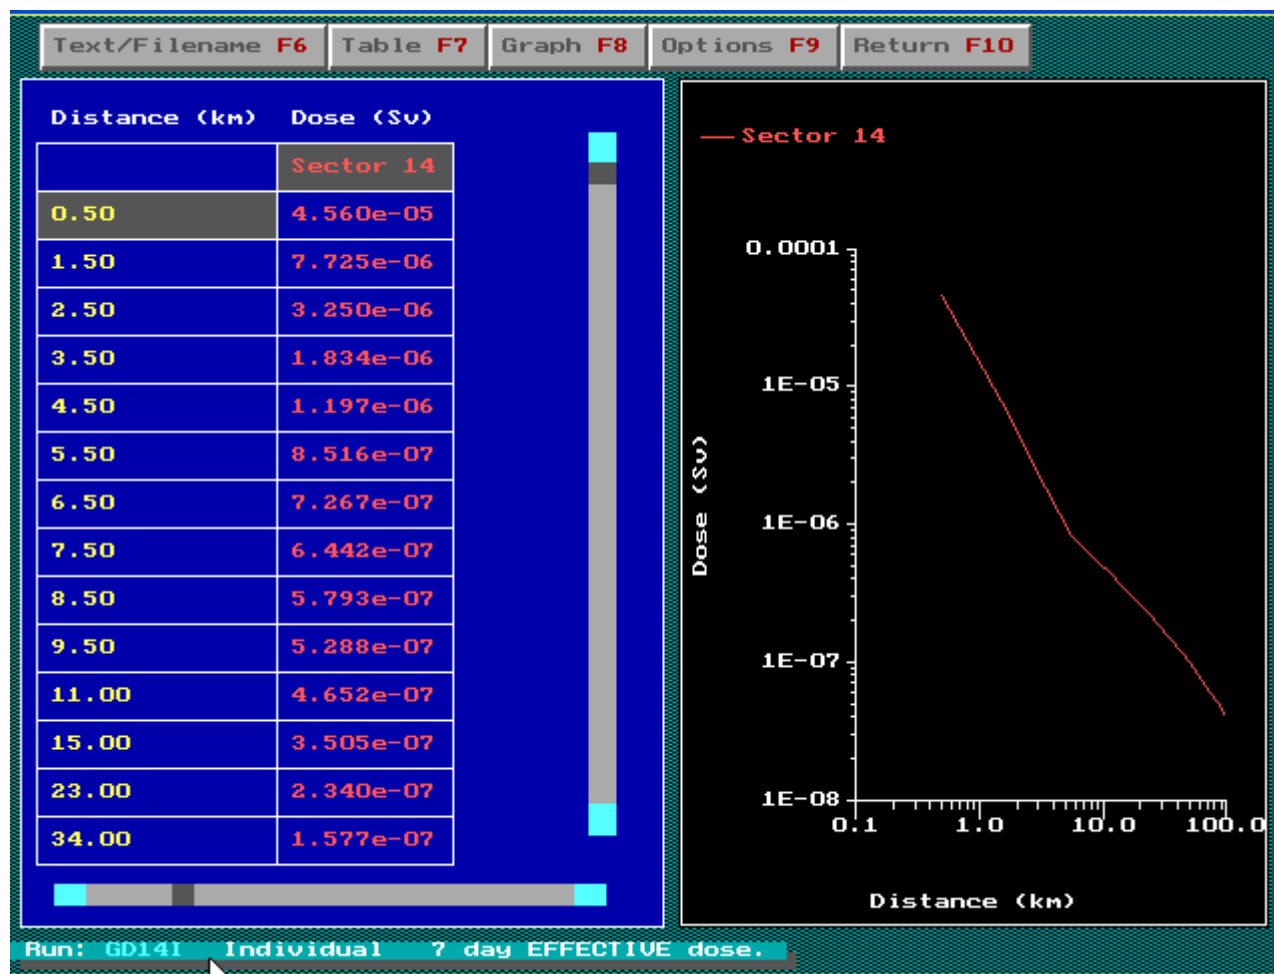 Text/Filename F6 Table F7 Graph F8 Options F9 Return F10
Distance (km) Dose (Sv)
Sector 14
0.50 4.560e-05
1.50 7.725e-06
2.50 3.250e-06
3.50 1.834e-06
4.50 1.197e-06
5.50 8.516e-07
6.50 7.267e-07
7.50 6.442e-07
8.50 5.793e-07
9.50 5.288e-07
11.00 4.652e-07
15.00 3.505e-07
23.00 2.340e-07
34.00 1.577e-07
Sector 14
0.0001
1E-05
1E-06
1E-07
1E-08
Dose (Sv)
0.1 1.0 10.0 100.0
Distance (km)
Run: GD14I Individual 7 day EFFECTIVE dose.